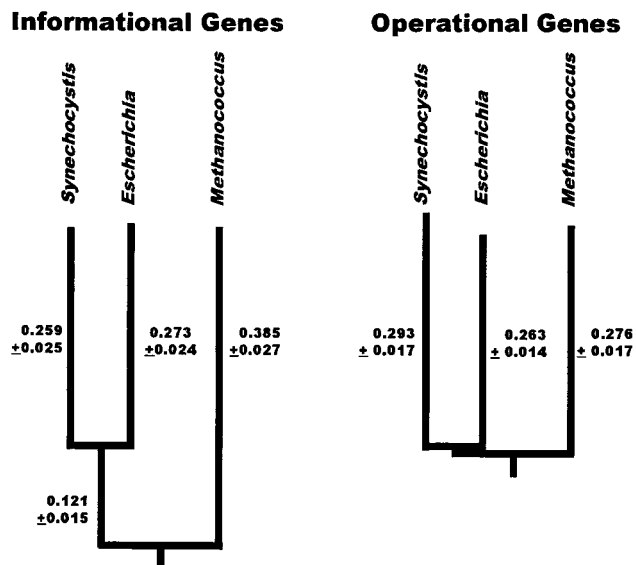 Informational Genes
Operational Genes
Synechocystis
Escherichia
Methanococcus
Synechocystis
Escherichia
Methanococcus
0.259
±0.025
0.273
±0.024
0.385
±0.027
0.293
± 0.017
0.263
± 0.014
0.276
± 0.017
0.121
±0.015